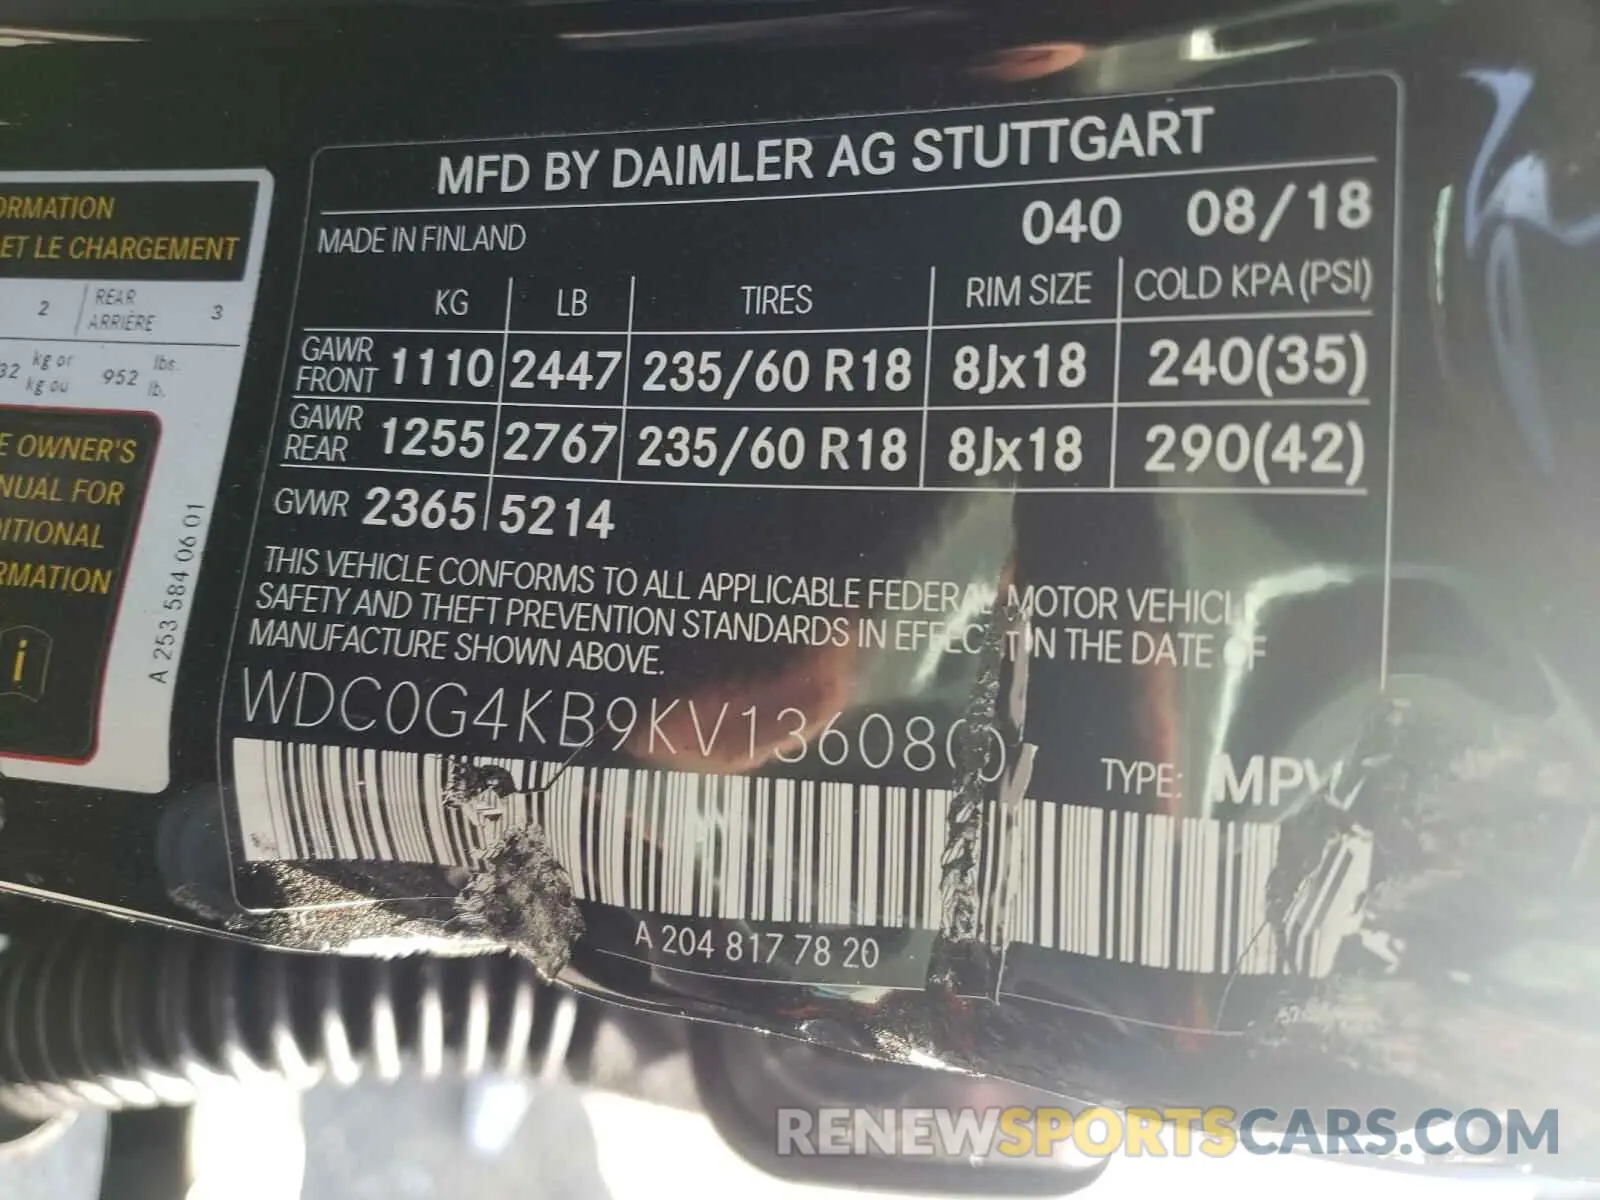 ORMATION
ET LE CHARGEMENT
2 REAR ARRIÈRE 3
32 kg or kg ou 952 lbs. lb.
E OWNER'S
NUAL FOR
DITIONAL
RMATION
i
A 253 584 06 01
MFD BY DAIMLER AG STUTTGART
MADE IN FINLAND 040 08/18
KG LB TIRES RIM SIZE COLD KPA (PSI)
GAWR FRONT 1110 2447 235/60 R18 8Jx18 240(35)
GAWR REAR 1255 2767 235/60 R18 8Jx18 290(42)
GVWR 2365 5214
THIS VEHICLE CONFORMS TO ALL APPLICABLE FEDERAL MOTOR VEHICLE
SAFETY AND THEFT PREVENTION STANDARDS IN EFFECT IN THE DATE OF
MANUFACTURE SHOWN ABOVE.
WDC0G4KB9KV136080
TYPE: MPV
A 204 817 78 20
RENEWSPORTSCARS.COM